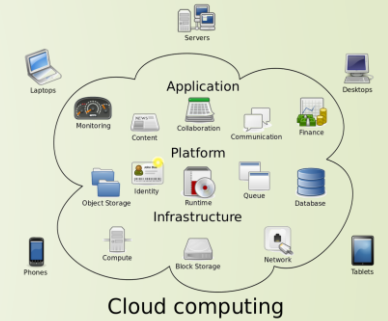 Servers
Laptops
Desktops
Application
Monitoring
Content
Collaboration
Communication
Finance
Platform
Object Storage
Identity
Runtime
Queue
Database
Infrastructure
Compute
Block Storage
Network
Phones
Tablets
Cloud computing